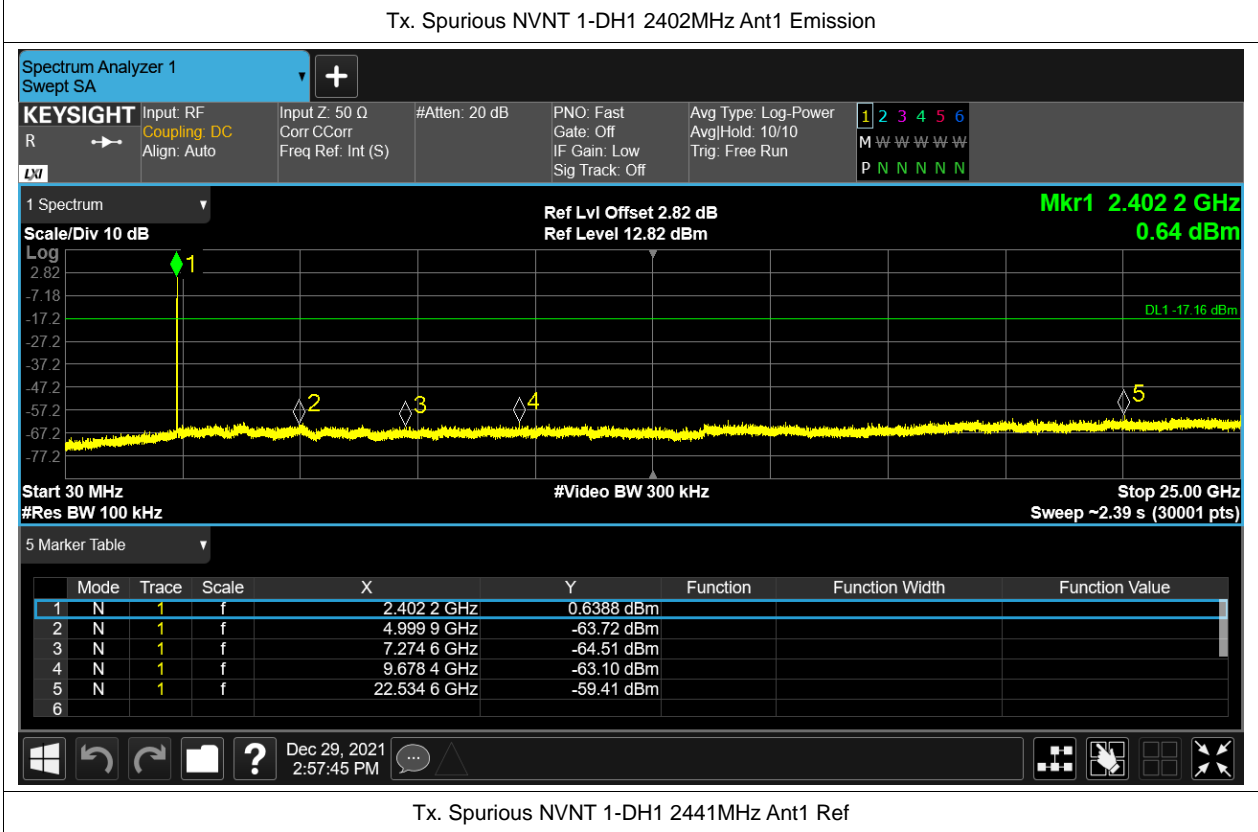 Tx. Spurious NVNT 1-DH1 2402MHz Ant1 Emission
Spectrum Analyzer 1
Swept SA
KEYSIGHT
R
LXI
Input: RF
Coupling: DC
Align: Auto
Input Z: 50 Ω
Corr CCorr
Freq Ref: Int (S)
#Atten: 20 dB
PNO: Fast
Gate: Off
IF Gain: Low
Sig Track: Off
Avg Type: Log-Power
Avg|Hold: 10/10
Trig: Free Run
1 2 3 4 5 6
M W W W W W
P N N N N N
1 Spectrum
Scale/Div 10 dB
Ref Lvl Offset 2.82 dB
Ref Level 12.82 dBm
Mkr1 2.402 2 GHz
0.64 dBm
Log
2.82
-7.18
-17.2
-27.2
-37.2
-47.2
-57.2
-67.2
-77.2
1
2
3
4
5
DL1 -17.16 dBm
Start 30 MHz
#Video BW 300 kHz
Stop 25.00 GHz
#Res BW 100 kHz
Sweep ~2.39 s (30001 pts)
5 Marker Table
Mode Trace Scale X Y Function Function Width Function Value
1 N 1 f 2.402 2 GHz 0.6388 dBm
2 N 1 f 4.999 9 GHz -63.72 dBm
3 N 1 f 7.274 6 GHz -64.51 dBm
4 N 1 f 9.678 4 GHz -63.10 dBm
5 N 1 f 22.534 6 GHz -59.41 dBm
6
?
Dec 29, 2021
2:57:45 PM
Tx. Spurious NVNT 1-DH1 2441MHz Ant1 Ref